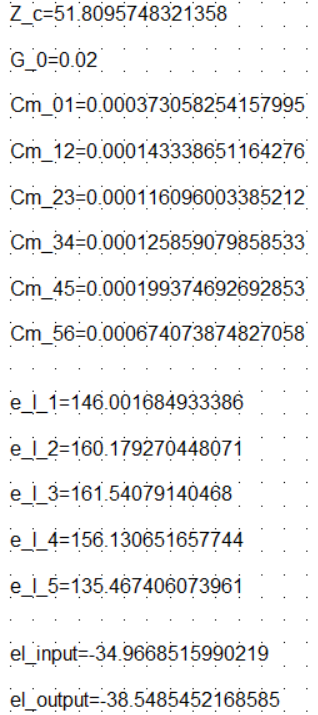 Z_c=51.8095748321358
G_0=0.02
Cm_01=0.000373058254157995
Cm_12=0.000143338651164276
Cm_23=0.000116096003385212
Cm_34=0.000125859079858533
Cm_45=0.000199374692692853
Cm_56=0.000674073874827058
e_l_1=146.001684933386
e_l_2=160.179270448071
e_l_3=161.54079140468
e_l_4=156.130651657744
e_l_5=135.467406073961
el_input=-34.9668515990219
el_output=-38.5485452168585